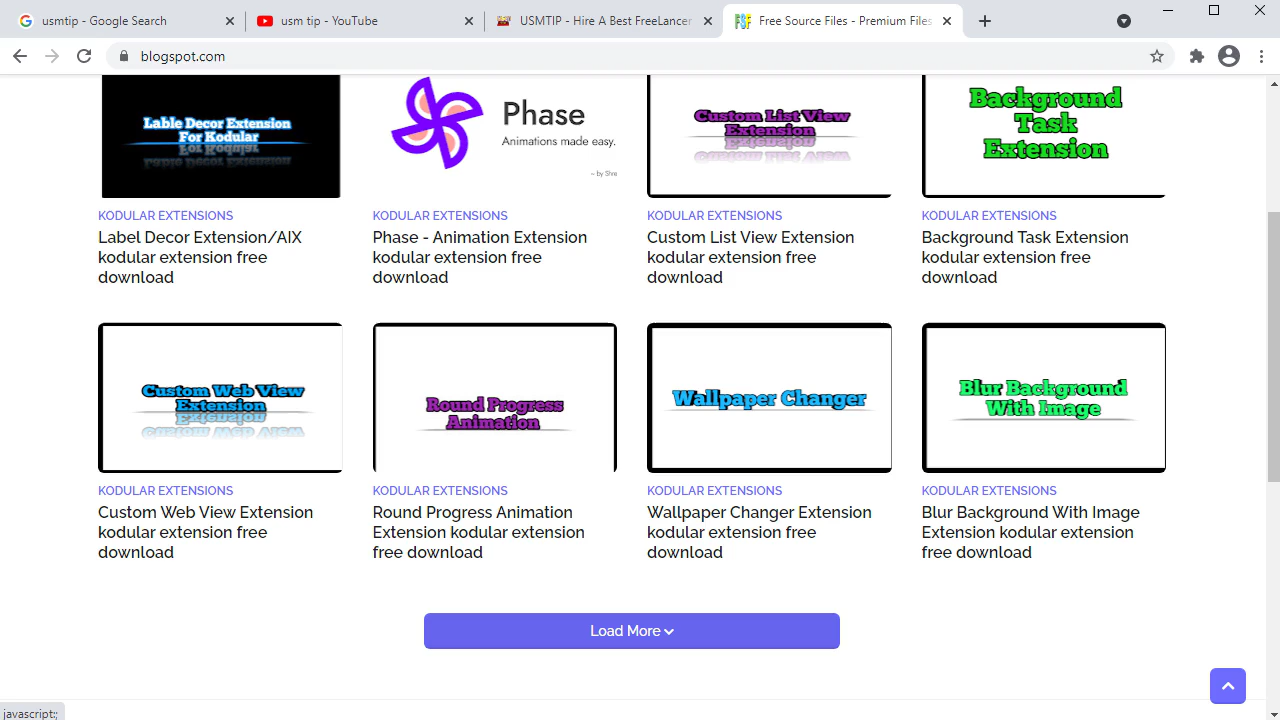 usmtip - Google Search
usm tip - YouTube
USMTIP - Hire A Best FreeLancer
Free Source Files - Premium Files
blogspot.com
Lable Decor Extension
For Kodular
Phase
Animations made easy.
~ by Shre
Custom List View
Extension
Background
Task
Extension
KODULAR EXTENSIONS
Label Decor Extension/AIX
kodular extension free
download
KODULAR EXTENSIONS
Phase - Animation Extension
kodular extension free
download
KODULAR EXTENSIONS
Custom List View Extension
kodular extension free
download
KODULAR EXTENSIONS
Background Task Extension
kodular extension free
download
Custom Web View
Extension
Round Progress
Animation
Wallpaper Changer
Blur Background
With Image
KODULAR EXTENSIONS
Custom Web View Extension
kodular extension free
download
KODULAR EXTENSIONS
Round Progress Animation
Extension kodular extension
free download
KODULAR EXTENSIONS
Wallpaper Changer Extension
kodular extension free
download
KODULAR EXTENSIONS
Blur Background With Image
Extension kodular extension
free download
Load More
javascript:;